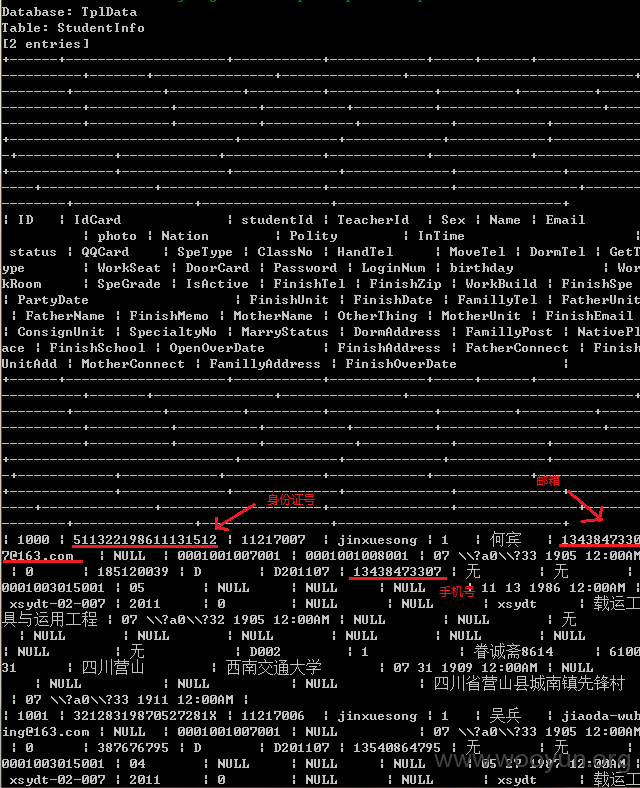 Database: TplData
Table: StudentInfo
[2 entries]
| ID | IdCard | studentId | TeacherId | Sex | Name | Email
| photo | Nation | Polity | InTime
status | QQCard | SpeType | ClassNo | HandTel | MoveTel | DormTel | GetT
ype | WorkSeat | DoorCard | Password | LoginNum | birthday | Wor
kRoom | SpeGrade | IsActive | FinishTel | FinishZip | WorkBuild | FinishSpe
| PartyDate | FinishUnit | FinishDate | FamillyTel | FatherUnit
| FatherName | FinishMemo | MotherName | OtherThing | MotherUnit | FinishEmail
| ConsignUnit | SpecialtyNo | MarryStatus | DormAddress | FamillyPost | NativePl
ace | FinishSchool | OpenOverDate | FinishAddress | FatherConnect | Finish
UnitAdd | MotherConnect | FamillyAddress | FinishOverDate |
邮箱
身份证号
| 1000 | 511322198611131512 | 11217007 | jinxuesong | 1 | 何宾 | 1343847330
7@163.com | NULL | 0001001007001 | 0001001008001 | 07 \\?a0\\?33 1905 12:00AM
| 0 | 185120039 | D | D201107 | 13438473307 | 无 | 无
手机号
0001003015001 | 05 | NULL | NULL | 11 13 1986 12:00AM |
xsydt-02-007 | 2011 | 0 | NULL | NULL | xsydt | 载运工
具与运用工程 | 07 \\?a0\\?32 1905 12:00AM | NULL | NULL | 无
| NULL | NULL | NULL | NULL | NULL | NULL
| NULL | 无 | D002 | 1 | 眷诚斋8614 | 6100
31 | 四川营山 | 西南交通大学 | 07 31 1909 12:00AM | NULL
| NULL | NULL | 四川省营山县城南镇先锋村
| 07 \\?a0\\?33 1911 12:00AM |
| 1001 | 32128319870527281X | 11217006 | jinxuesong | 1 | 吴兵 | jiaoda-wub
ing@163.com | NULL | 0001001007001 | NULL | 07 \\?a0\\?33 1905 12:00AM
| 0 | 387676795 | D | D201107 | 13540864795 | 无 | 无
www.wooyun.org
0001003015001 | 04 | NULL | NULL | 05 27 1987 12:00AM |
xsydt-02-007 | 2011 | 0 | NULL | NULL | xsydt | 载运工